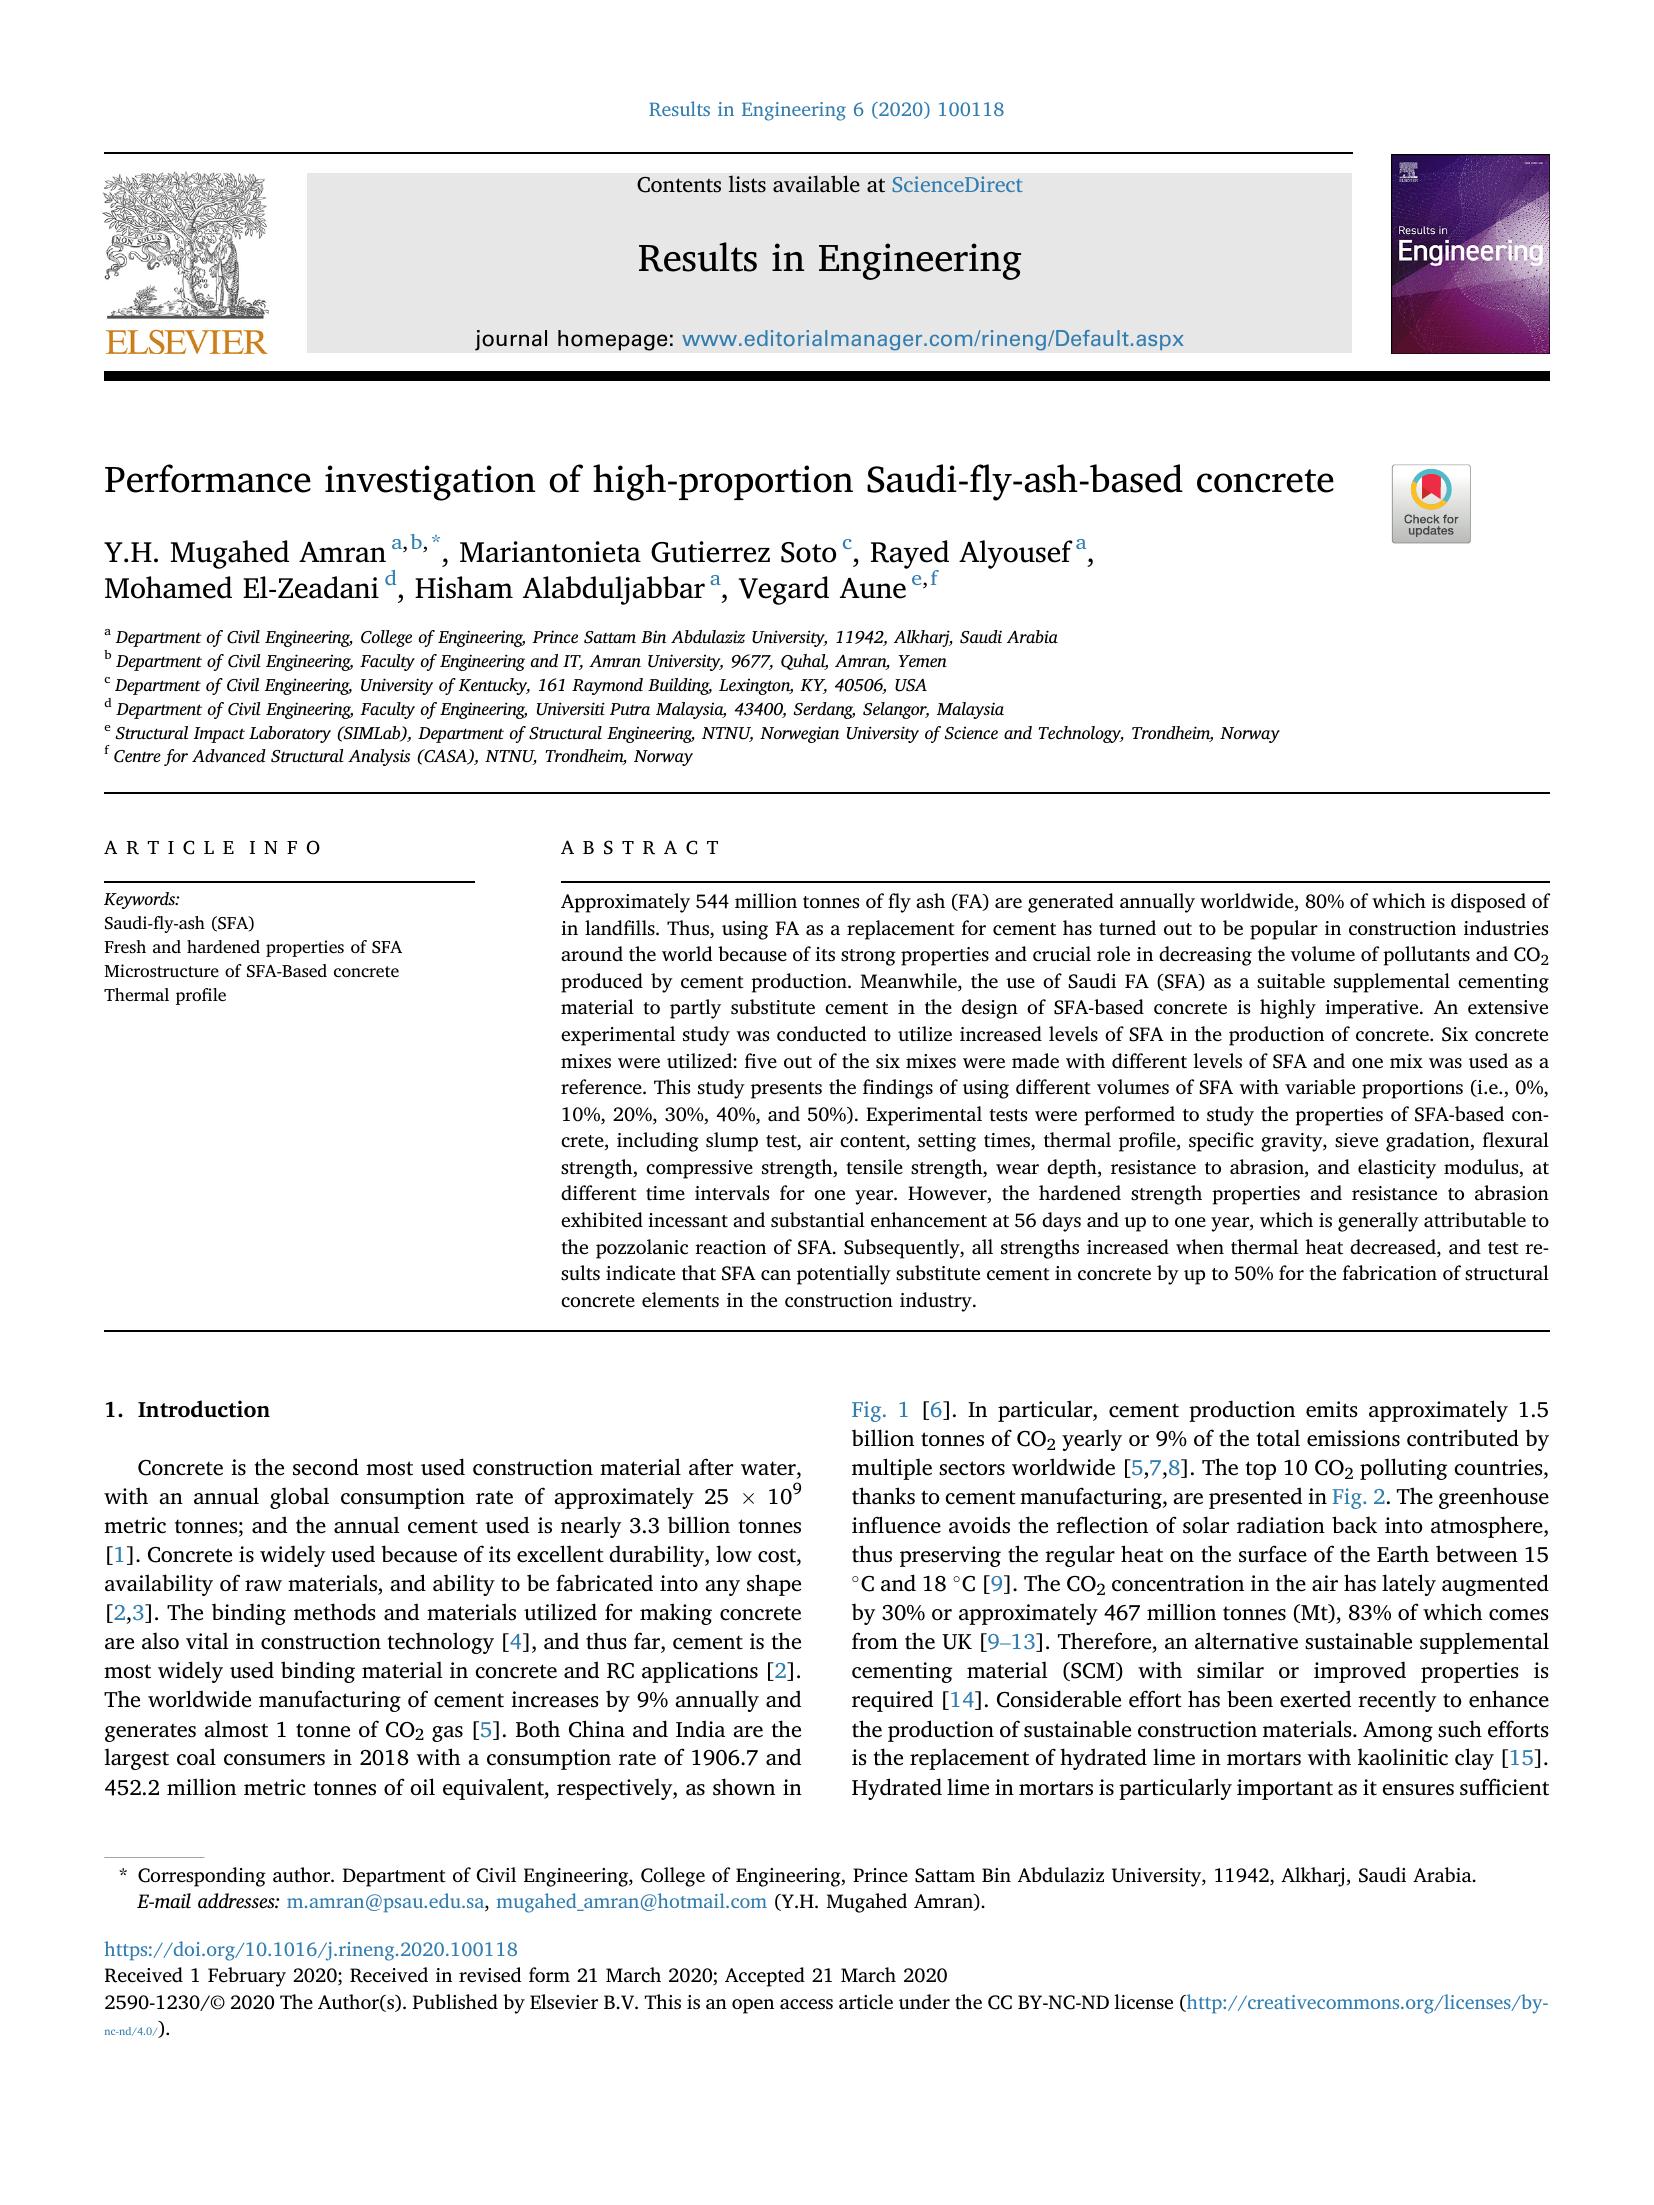 Results in Engineering 6 (2020) 100118
Contents lists available at ScienceDirect
Results in Engineering
journal homepage: www.editorialmanager.com/rineng/Default.aspx
NON SOLUS
ELSEVIER
Results in
Engineering
Performance investigation of high-proportion Saudi-fly-ash-based concrete
Check for
updates
Y.H. Mugahed Amran a,b,*, Mariantonieta Gutierrez Soto c, Rayed Alyousef a,
Mohamed El-Zeadani d, Hisham Alabduljabbar a, Vegard Aune e,f
a Department of Civil Engineering, College of Engineering, Prince Sattam Bin Abdulaziz University, 11942, Alkharj, Saudi Arabia
b Department of Civil Engineering, Faculty of Engineering and IT, Amran University, 9677, Quhal, Amran, Yemen
c Department of Civil Engineering, University of Kentucky, 161 Raymond Building, Lexington, KY, 40506, USA
d Department of Civil Engineering, Faculty of Engineering, Universiti Putra Malaysia, 43400, Serdang, Selangor, Malaysia
e Structural Impact Laboratory (SIMLab), Department of Structural Engineering, NTNU, Norwegian University of Science and Technology, Trondheim, Norway
f Centre for Advanced Structural Analysis (CASA), NTNU, Trondheim, Norway
ARTICLE INFO
Keywords:
Saudi-fly-ash (SFA)
Fresh and hardened properties of SFA
Microstructure of SFA-Based concrete
Thermal profile
ABSTRACT
Approximately 544 million tonnes of fly ash (FA) are generated annually worldwide, 80% of which is disposed of
in landfills. Thus, using FA as a replacement for cement has turned out to be popular in construction industries
around the world because of its strong properties and crucial role in decreasing the volume of pollutants and CO2
produced by cement production. Meanwhile, the use of Saudi FA (SFA) as a suitable supplemental cementing
material to partly substitute cement in the design of SFA-based concrete is highly imperative. An extensive
experimental study was conducted to utilize increased levels of SFA in the production of concrete. Six concrete
mixes were utilized: five out of the six mixes were made with different levels of SFA and one mix was used as a
reference. This study presents the findings of using different volumes of SFA with variable proportions (i.e., 0%,
10%, 20%, 30%, 40%, and 50%). Experimental tests were performed to study the properties of SFA-based con-
crete, including slump test, air content, setting times, thermal profile, specific gravity, sieve gradation, flexural
strength, compressive strength, tensile strength, wear depth, resistance to abrasion, and elasticity modulus, at
different time intervals for one year. However, the hardened strength properties and resistance to abrasion
exhibited incessant and substantial enhancement at 56 days and up to one year, which is generally attributable to
the pozzolanic reaction of SFA. Subsequently, all strengths increased when thermal heat decreased, and test re-
sults indicate that SFA can potentially substitute cement in concrete by up to 50% for the fabrication of structural
concrete elements in the construction industry.
1. Introduction
Concrete is the second most used construction material after water,
with an annual global consumption rate of approximately 25 × 10⁹
metric tonnes; and the annual cement used is nearly 3.3 billion tonnes
[1]. Concrete is widely used because of its excellent durability, low cost,
availability of raw materials, and ability to be fabricated into any shape
[2,3]. The binding methods and materials utilized for making concrete
are also vital in construction technology [4], and thus far, cement is the
most widely used binding material in concrete and RC applications [2].
The worldwide manufacturing of cement increases by 9% annually and
generates almost 1 tonne of CO2 gas [5]. Both China and India are the
largest coal consumers in 2018 with a consumption rate of 1906.7 and
452.2 million metric tonnes of oil equivalent, respectively, as shown in
Fig. 1 [6]. In particular, cement production emits approximately 1.5
billion tonnes of CO2 yearly or 9% of the total emissions contributed by
multiple sectors worldwide [5,7,8]. The top 10 CO2 polluting countries,
thanks to cement manufacturing, are presented in Fig. 2. The greenhouse
influence avoids the reflection of solar radiation back into atmosphere,
thus preserving the regular heat on the surface of the Earth between 15
°C and 18 °C [9]. The CO2 concentration in the air has lately augmented
by 30% or approximately 467 million tonnes (Mt), 83% of which comes
from the UK [9–13]. Therefore, an alternative sustainable supplemental
cementing material (SCM) with similar or improved properties is
required [14]. Considerable effort has been exerted recently to enhance
the production of sustainable construction materials. Among such efforts
is the replacement of hydrated lime in mortars with kaolinitic clay [15].
Hydrated lime in mortars is particularly important as it ensures sufficient
* Corresponding author. Department of Civil Engineering, College of Engineering, Prince Sattam Bin Abdulaziz University, 11942, Alkharj, Saudi Arabia.
E-mail addresses: m.amran@psau.edu.sa, mugahed_amran@hotmail.com (Y.H. Mugahed Amran).
https://doi.org/10.1016/j.rineng.2020.100118
Received 1 February 2020; Received in revised form 21 March 2020; Accepted 21 March 2020
2590-1230/© 2020 The Author(s). Published by Elsevier B.V. This is an open access article under the CC BY-NC-ND license (http://creativecommons.org/licenses/by-
nc-nd/4.0/).